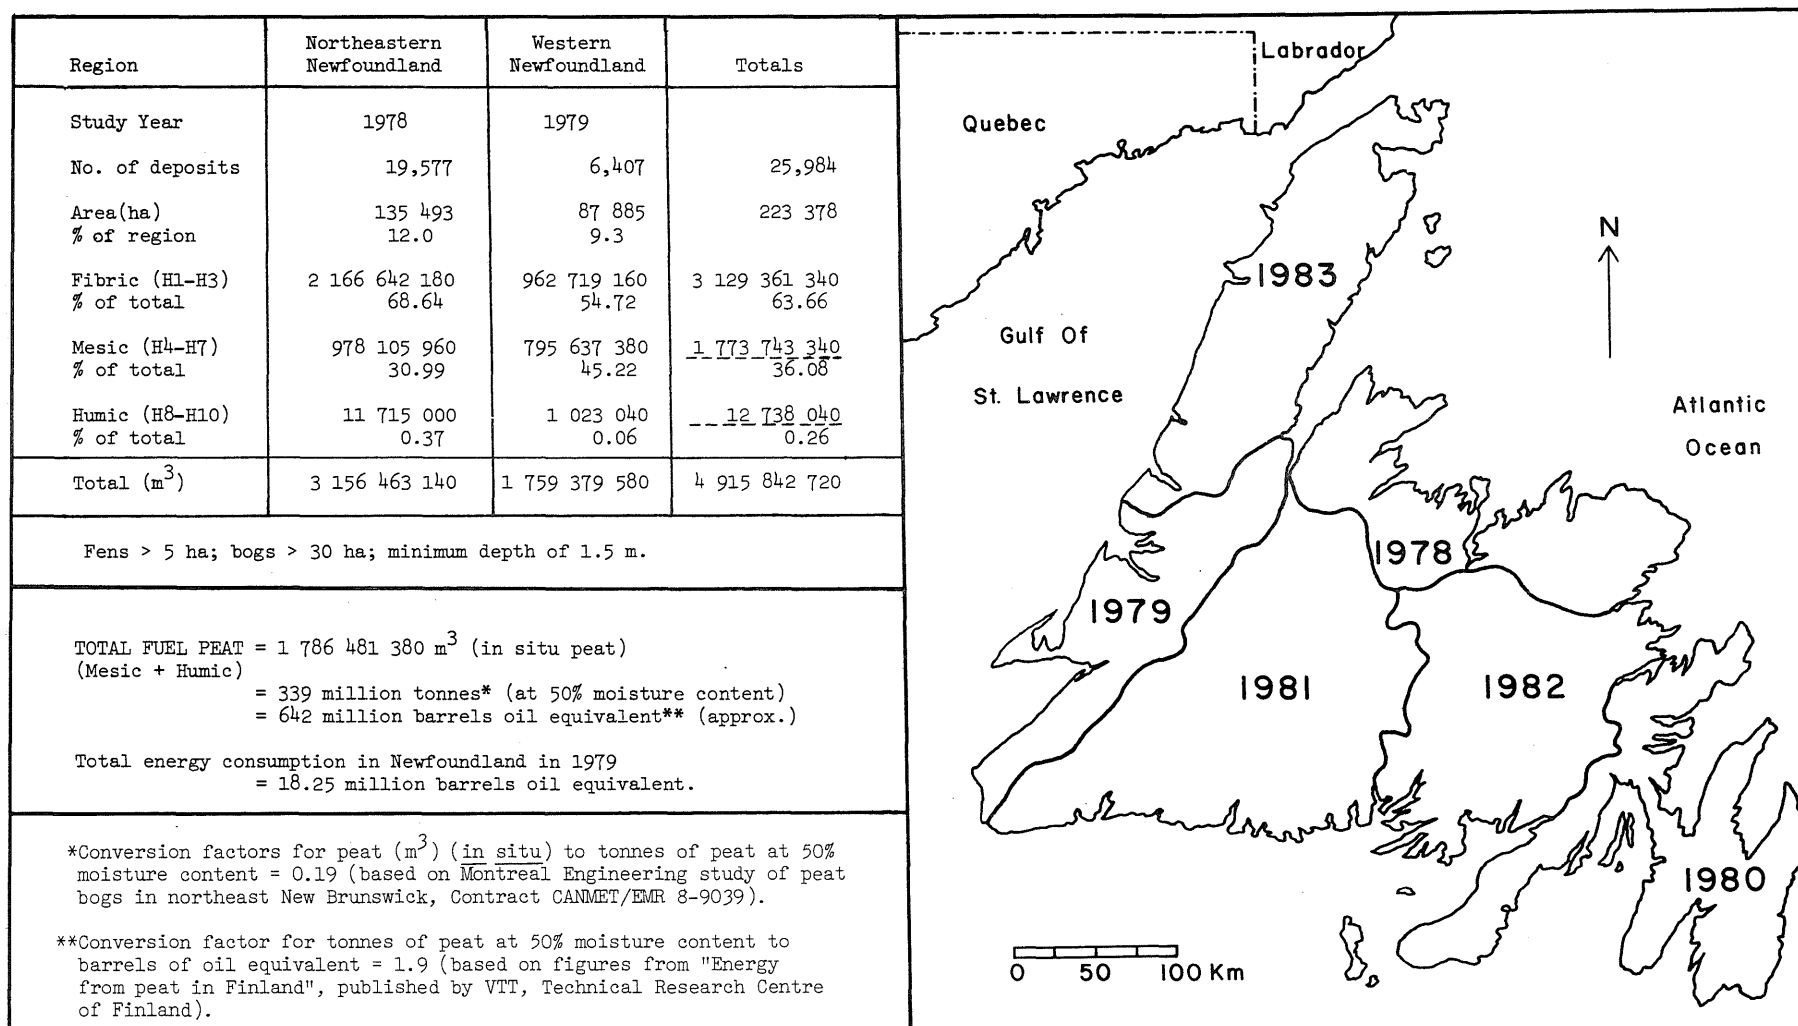 Region Northeastern Newfoundland Western Newfoundland Totals
Study Year 1978 1979
No. of deposits 19,577 6,407 25,984
Area(ha) 135 493 87 885 223 378
% of region 12.0 9.3
Fibric (H1-H3) 2 166 642 180 962 719 160 3 129 361 340
% of total 68.64 54.72 63.66
Mesic (H4-H7) 978 105 960 795 637 380 1 773 743 340
% of total 30.99 45.22 36.08
Humic (H8-H10) 11 715 000 1 023 040 12 738 040
% of total 0.37 0.06 0.26
Total (m³) 3 156 463 140 1 759 379 580 4 915 842 720
Fens > 5 ha; bogs > 30 ha; minimum depth of 1.5 m.
TOTAL FUEL PEAT = 1 786 481 380 m³ (in situ peat)
(Mesic + Humic)
= 339 million tonnes* (at 50% moisture content)
= 642 million barrels oil equivalent** (approx.)
Total energy consumption in Newfoundland in 1979
= 18.25 million barrels oil equivalent.
*Conversion factors for peat (m³) (in situ) to tonnes of peat at 50%
moisture content = 0.19 (based on Montreal Engineering study of peat
bogs in northeast New Brunswick, Contract CANMET/EMR 8-9039).
**Conversion factor for tonnes of peat at 50% moisture content to
barrels of oil equivalent = 1.9 (based on figures from "Energy
from peat in Finland", published by VTT, Technical Research Centre
of Finland).
Labrador
Quebec
N
1983
Gulf Of
St. Lawrence
Atlantic
Ocean
1978
1979
1981
1982
1980
0 50 100 Km